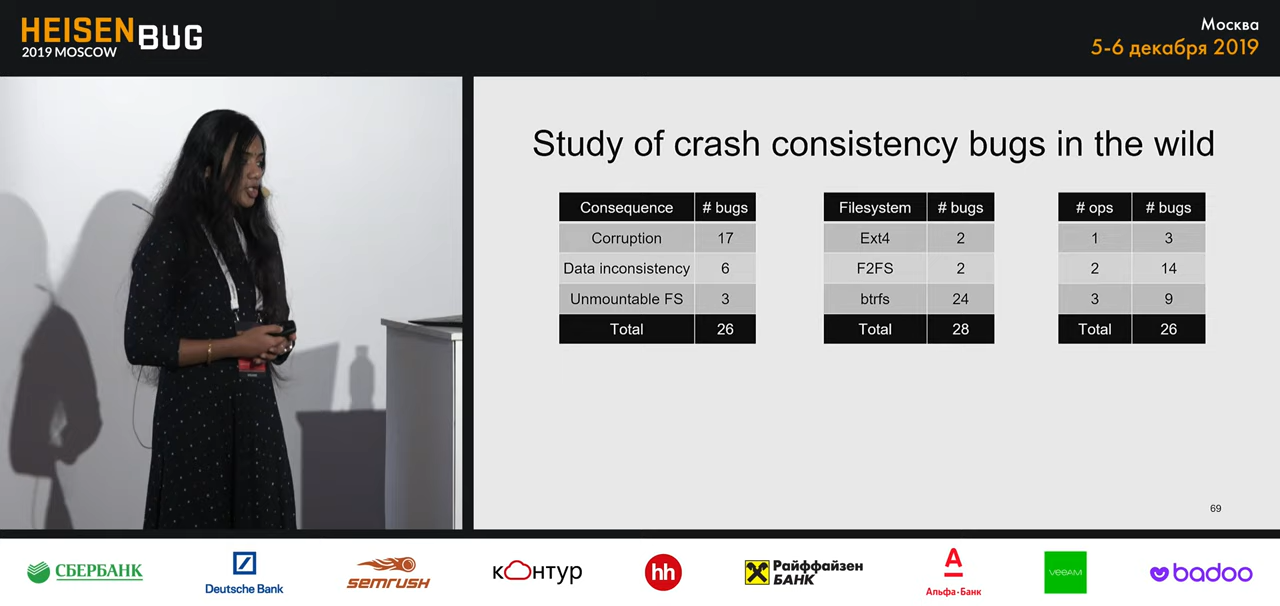 HEISENBUG
2019 MOSCOW
Москва
5-6 декабря 2019
Study of crash consistency bugs in the wild
Consequence # bugs
Corruption 17
Data inconsistency 6
Unmountable FS 3
Total 26
Filesystem # bugs
Ext4 2
F2FS 2
btrfs 24
Total 28
# ops # bugs
1 3
2 14
3 9
Total 26
69
СБЕРБАНК
Deutsche Bank
semrush
кОнтур
hh
Райффайзен
БАНК
А
Альфа·Банк
veeam
badoo